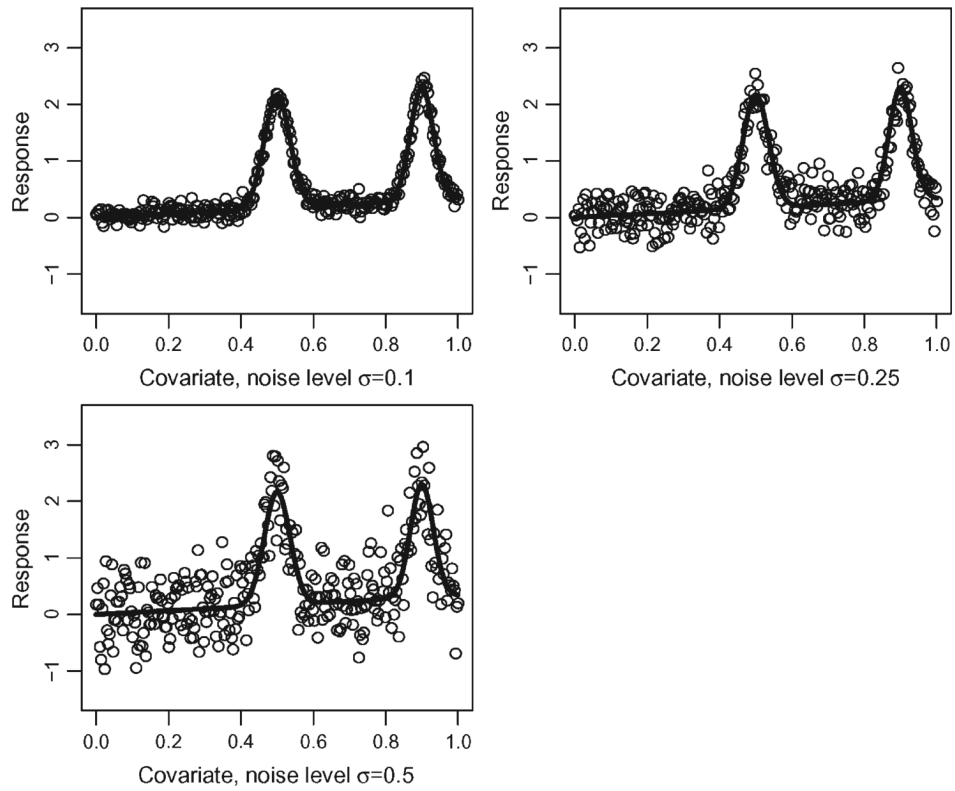 Response
3
2
1
0
−1
0.0 0.2 0.4 0.6 0.8 1.0
Covariate, noise level σ=0.1
Response
3
2
1
0
−1
0.0 0.2 0.4 0.6 0.8 1.0
Covariate, noise level σ=0.25
Response
3
2
1
0
−1
0.0 0.2 0.4 0.6 0.8 1.0
Covariate, noise level σ=0.5